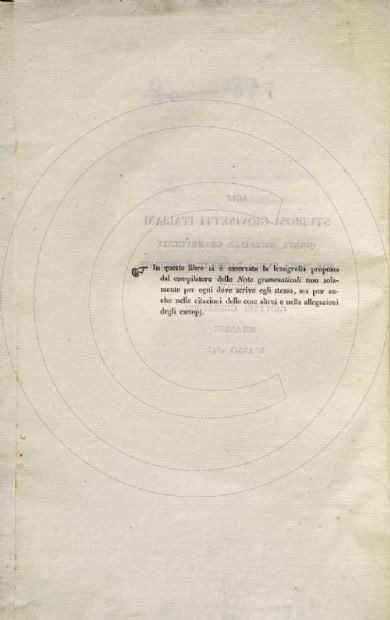 In questo libro si è osservata la lessigrafia proposta
dal compilatore delle Note grammaticali non sola-
mente per ogni dove scrive egli stesso, ma pur an-
che nelle citazioni delle cose altrui e nelle allegazioni
degli esempj.